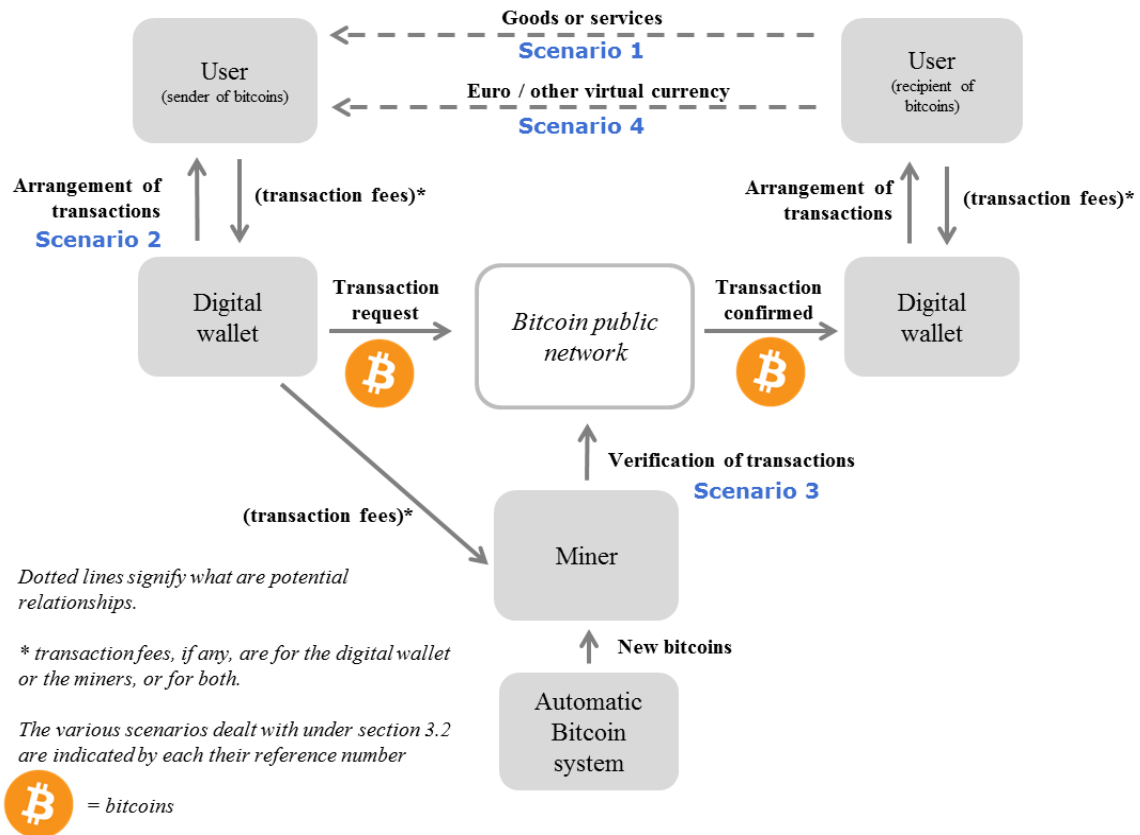 Goods or services
Scenario 1
User
(sender of bitcoins)
User
(recipient of
bitcoins)
Euro / other virtual currency
Scenario 4
Arrangement of
transactions
Scenario 2
(transaction fees)*
Arrangement of
transactions
(transaction fees)*
Digital
wallet
Transaction
request
Bitcoin public
network
Transaction
confirmed
Digital
wallet
Verification of transactions
Scenario 3
(transaction fees)*
Miner
Dotted lines signify what are potential
relationships.
* transaction fees, if any, are for the digital wallet
or the miners, or for both.
New bitcoins
Automatic
Bitcoin
system
The various scenarios dealt with under section 3.2
are indicated by each their reference number
= bitcoins